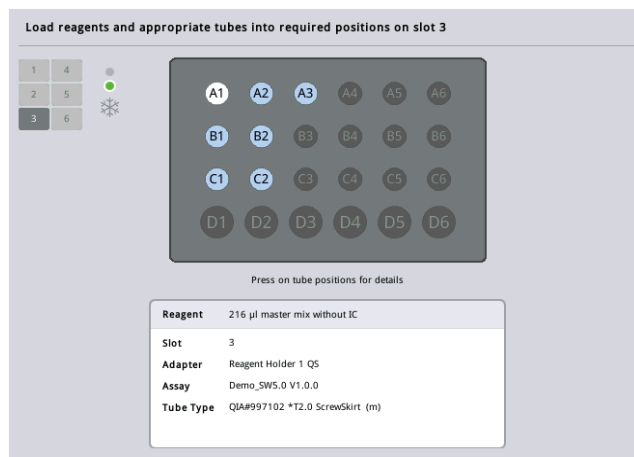 Load reagents and appropriate tubes into required positions on slot 3
1 4
2 5
3 6
A1 A2 A3 A4 A5 A6
B1 B2 B3 B4 B5 B6
C1 C2 C3 C4 C5 C6
D1 D2 D3 D4 D5 D6
Press on tube positions for details
Reagent 216 µl master mix without IC
Slot 3
Adapter Reagent Holder 1 QS
Assay Demo_SW5.0 V1.0.0
Tube Type QIA#997102 *T2.0 ScrewSkirt (m)